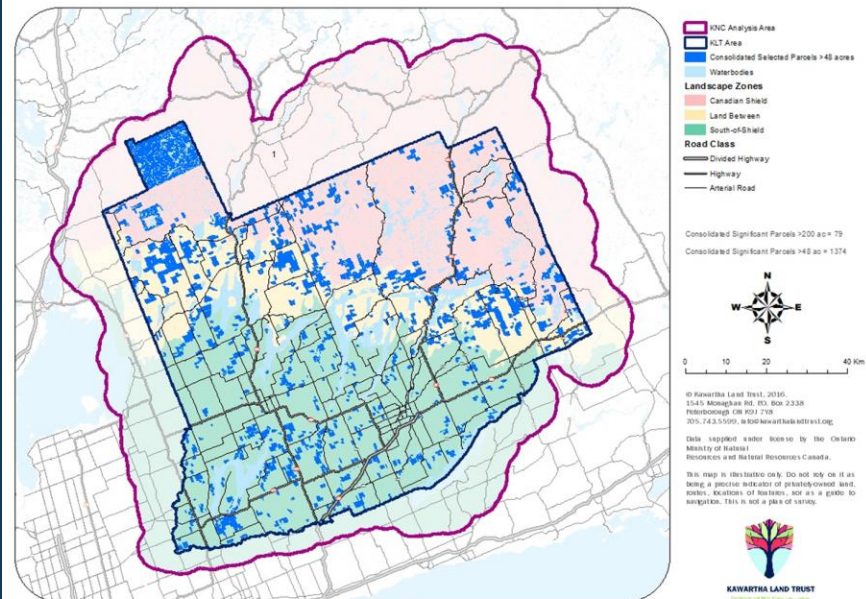 KNC Analysis Area
KLT Area
Consolidated Selected Parcels >48 acres
Waterbodies
Landscape Zones
Canadian Shield
Land Between
South-of-Shield
Road Class
Divided Highway
Highway
Arterial Road
Consolidated Significant Parcels >200 ac = 79
Consolidated Significant Parcels >48 ac = 1374
N
W E
S
0 10 20 40 Km
© Kawartha Land Trust, 2016.
1545 Monaghan Rd, P.O. Box 2338
Peterborough ON K9J 7Y8
705.743.5599, info@kawarthalandtrust.org
Data supplied under license by the Ontario
Ministry of Natural
Resources and Natural Resources Canada.
This map is illustrative only. Do not rely on it as
being a precise indicator of privately-owned land,
routes, locations of features, nor as a guide to
navigation. This is not a plan of survey.
KAWARTHA LAND TRUST